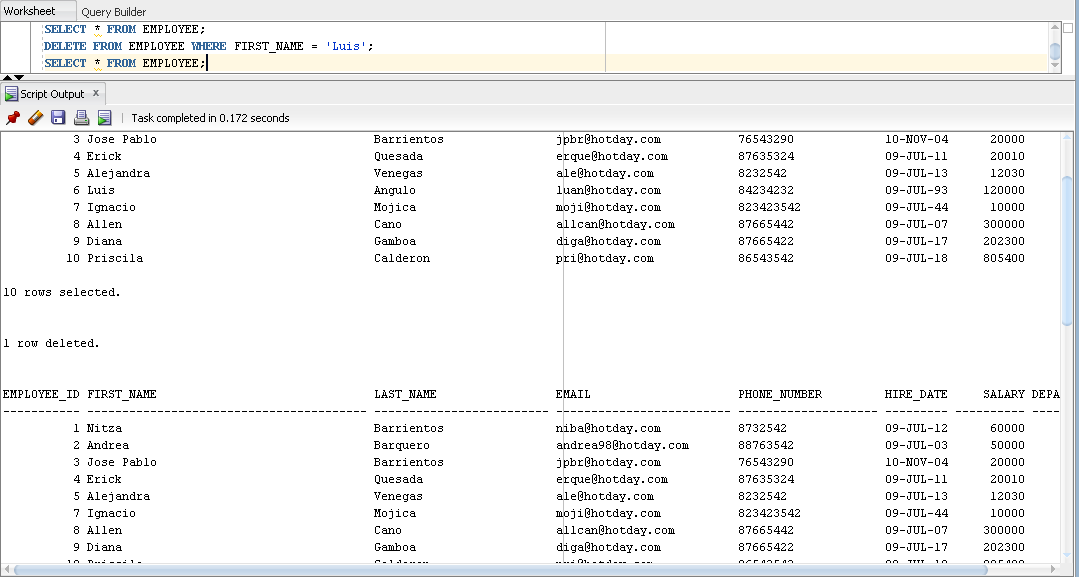 Worksheet Query Builder
SELECT * FROM EMPLOYEE;
DELETE FROM EMPLOYEE WHERE FIRST_NAME = 'Luis';
SELECT * FROM EMPLOYEE;
Script Output x
Task completed in 0.172 seconds
3 Jose Pablo Barrientos jpbr@hotday.com 76543290 10-NOV-04 20000
4 Erick Quesada erque@hotday.com 87635324 09-JUL-11 20010
5 Alejandra Venegas ale@hotday.com 8232542 09-JUL-13 12030
6 Luis Angulo luan@hotday.com 84234232 09-JUL-93 120000
7 Ignacio Mojica moji@hotday.com 823423542 09-JUL-44 10000
8 Allen Cano allcan@hotday.com 87665442 09-JUL-07 300000
9 Diana Gamboa diga@hotday.com 87665422 09-JUL-17 202300
10 Priscila Calderon pri@hotday.com 86543542 09-JUL-18 805400
10 rows selected.
1 row deleted.
EMPLOYEE_ID FIRST_NAME LAST_NAME EMAIL PHONE_NUMBER HIRE_DATE SALARY DEPA
1 Nitza Barrientos niba@hotday.com 8732542 09-JUL-12 60000
2 Andrea Barquero andrea98@hotday.com 88763542 09-JUL-03 50000
3 Jose Pablo Barrientos jpbr@hotday.com 76543290 10-NOV-04 20000
4 Erick Quesada erque@hotday.com 87635324 09-JUL-11 20010
5 Alejandra Venegas ale@hotday.com 8232542 09-JUL-13 12030
7 Ignacio Mojica moji@hotday.com 823423542 09-JUL-44 10000
8 Allen Cano allcan@hotday.com 87665442 09-JUL-07 300000
9 Diana Gamboa diga@hotday.com 87665422 09-JUL-17 202300